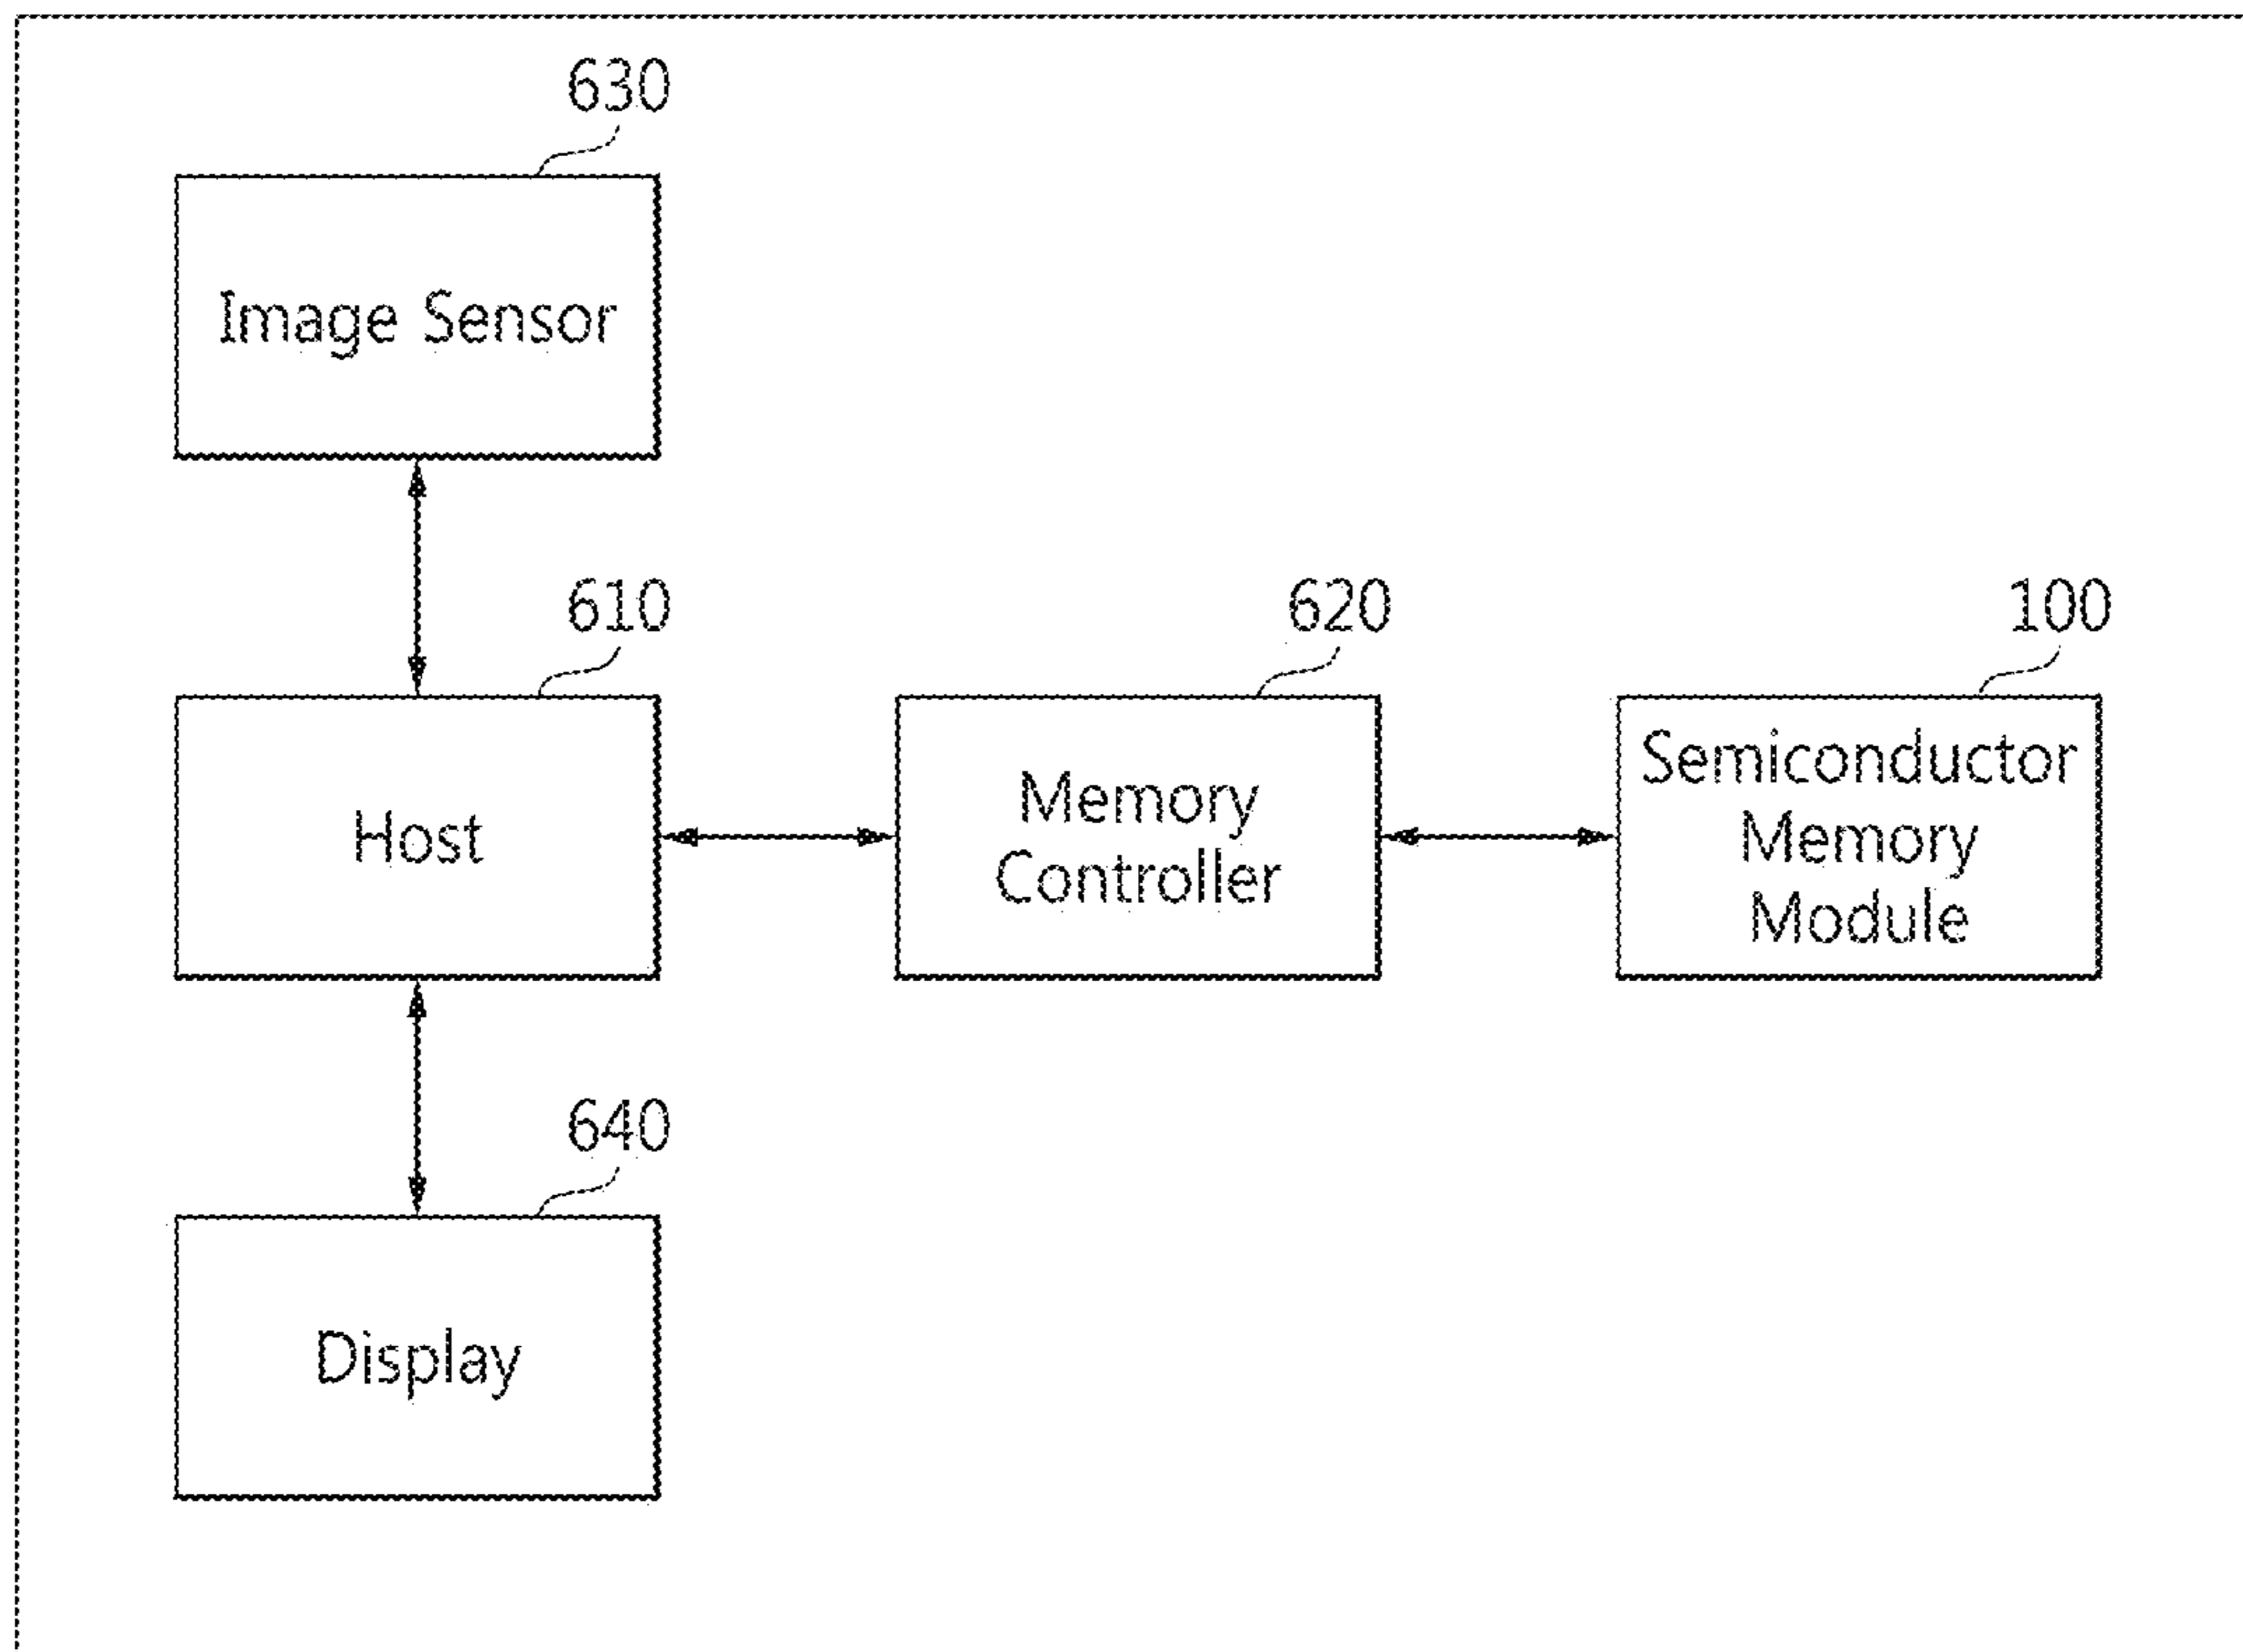 630
Image Sensor
610
620
100
Host
Memory
Controller
Semiconductor
Memory
Module
640
Display